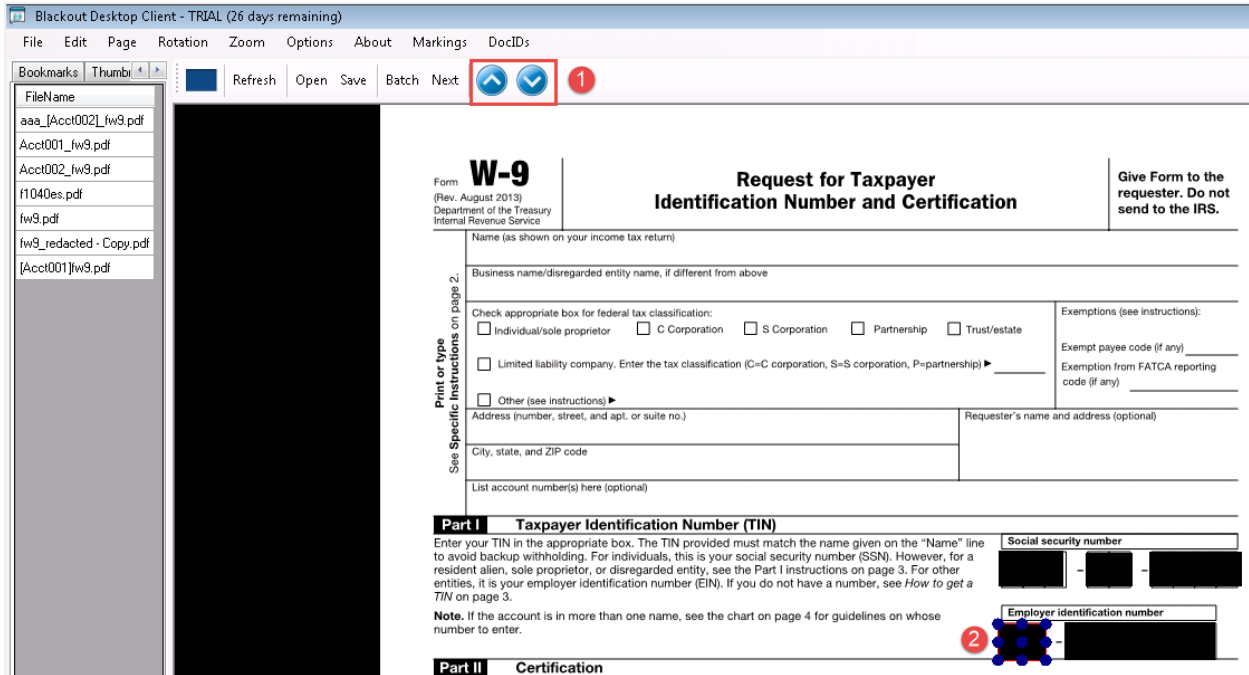 Blackout Desktop Client - TRIAL (26 days remaining)
File Edit Page Rotation Zoom Options About Markings DocIDs
Bookmarks Thumb
Refresh Open Save Batch Next 1
FileName
aaa_[Acct002]_fw9.pdf
Acct001_fw9.pdf
Acct002_fw9.pdf
f1040es.pdf
fw9.pdf
fw9_redacted - Copy.pdf
[Acct001]fw9.pdf
Form W-9
(Rev. August 2013)
Department of the Treasury
Internal Revenue Service
Request for Taxpayer
Identification Number and Certification
Give Form to the
requester. Do not
send to the IRS.
Print or type
See Specific Instructions on page 2.
Name (as shown on your income tax return)
Business name/disregarded entity name, if different from above
Check appropriate box for federal tax classification:
Individual/sole proprietor C Corporation S Corporation Partnership Trust/estate
Limited liability company. Enter the tax classification (C=C corporation, S=S corporation, P=partnership) ▶
Other (see instructions) ▶
Exemptions (see instructions):
Exempt payee code (if any)
Exemption from FATCA reporting
code (if any)
Address (number, street, and apt. or suite no.)
Requester's name and address (optional)
City, state, and ZIP code
List account number(s) here (optional)
Part I Taxpayer Identification Number (TIN)
Enter your TIN in the appropriate box. The TIN provided must match the name given on the “Name” line
to avoid backup withholding. For individuals, this is your social security number (SSN). However, for a
resident alien, sole proprietor, or disregarded entity, see the Part I instructions on page 3. For other
entities, it is your employer identification number (EIN). If you do not have a number, see How to get a
TIN on page 3.
Note. If the account is in more than one name, see the chart on page 4 for guidelines on whose
number to enter.
Social security number
– –
Employer identification number
2 –
Part II Certification